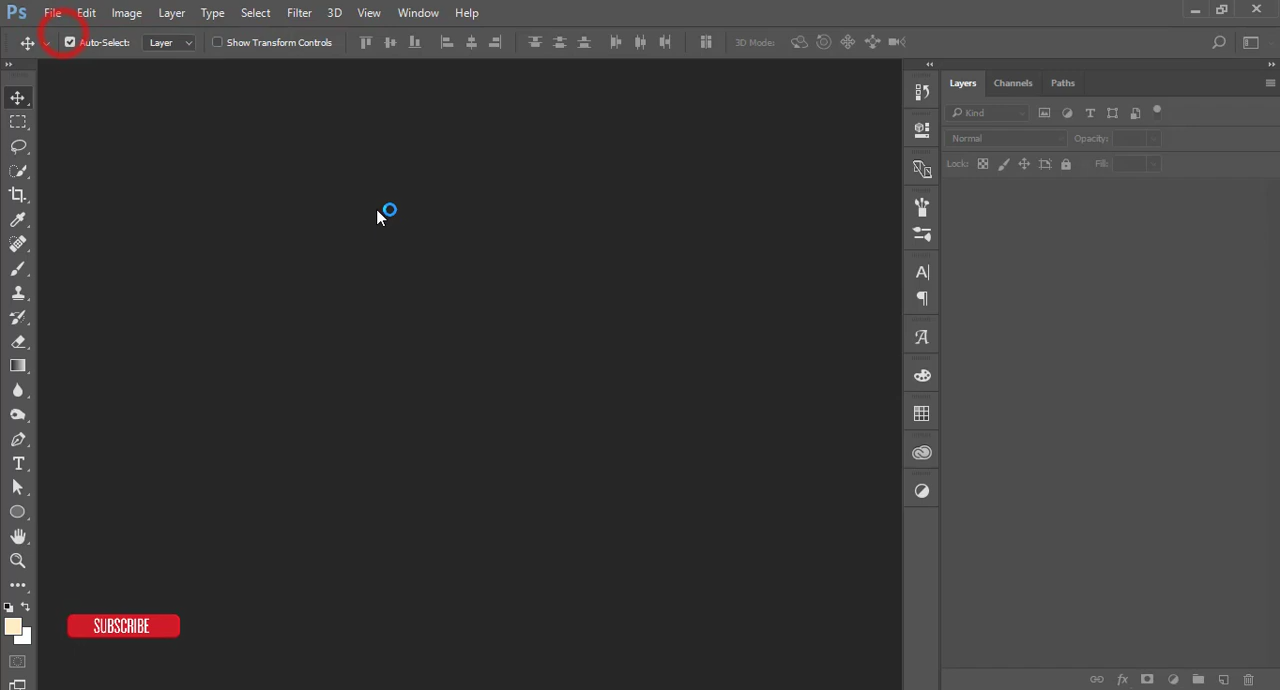 Ps File Edit Image Layer Type Select Filter 3D View Window Help
Auto-Select: Layer Show Transform Controls 3D Mode:
Layers Channels Paths
Kind
Normal Opacity:
Lock: Fill:
SUBSCRIBE